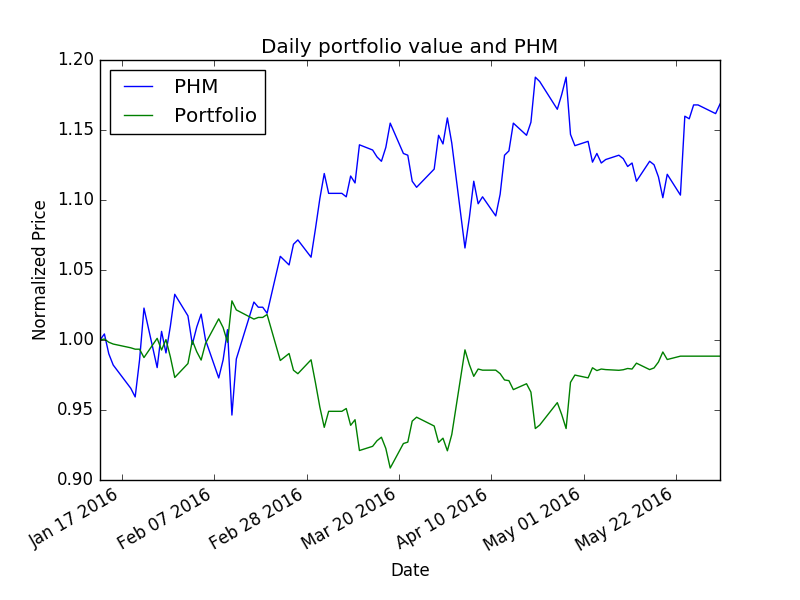 Daily portfolio value and PHM
PHM
Portfolio
Normalized Price
1.20
1.15
1.10
1.05
1.00
0.95
0.90
Jan 17 2016
Feb 07 2016
Feb 28 2016
Mar 20 2016
Apr 10 2016
May 01 2016
May 22 2016
Date